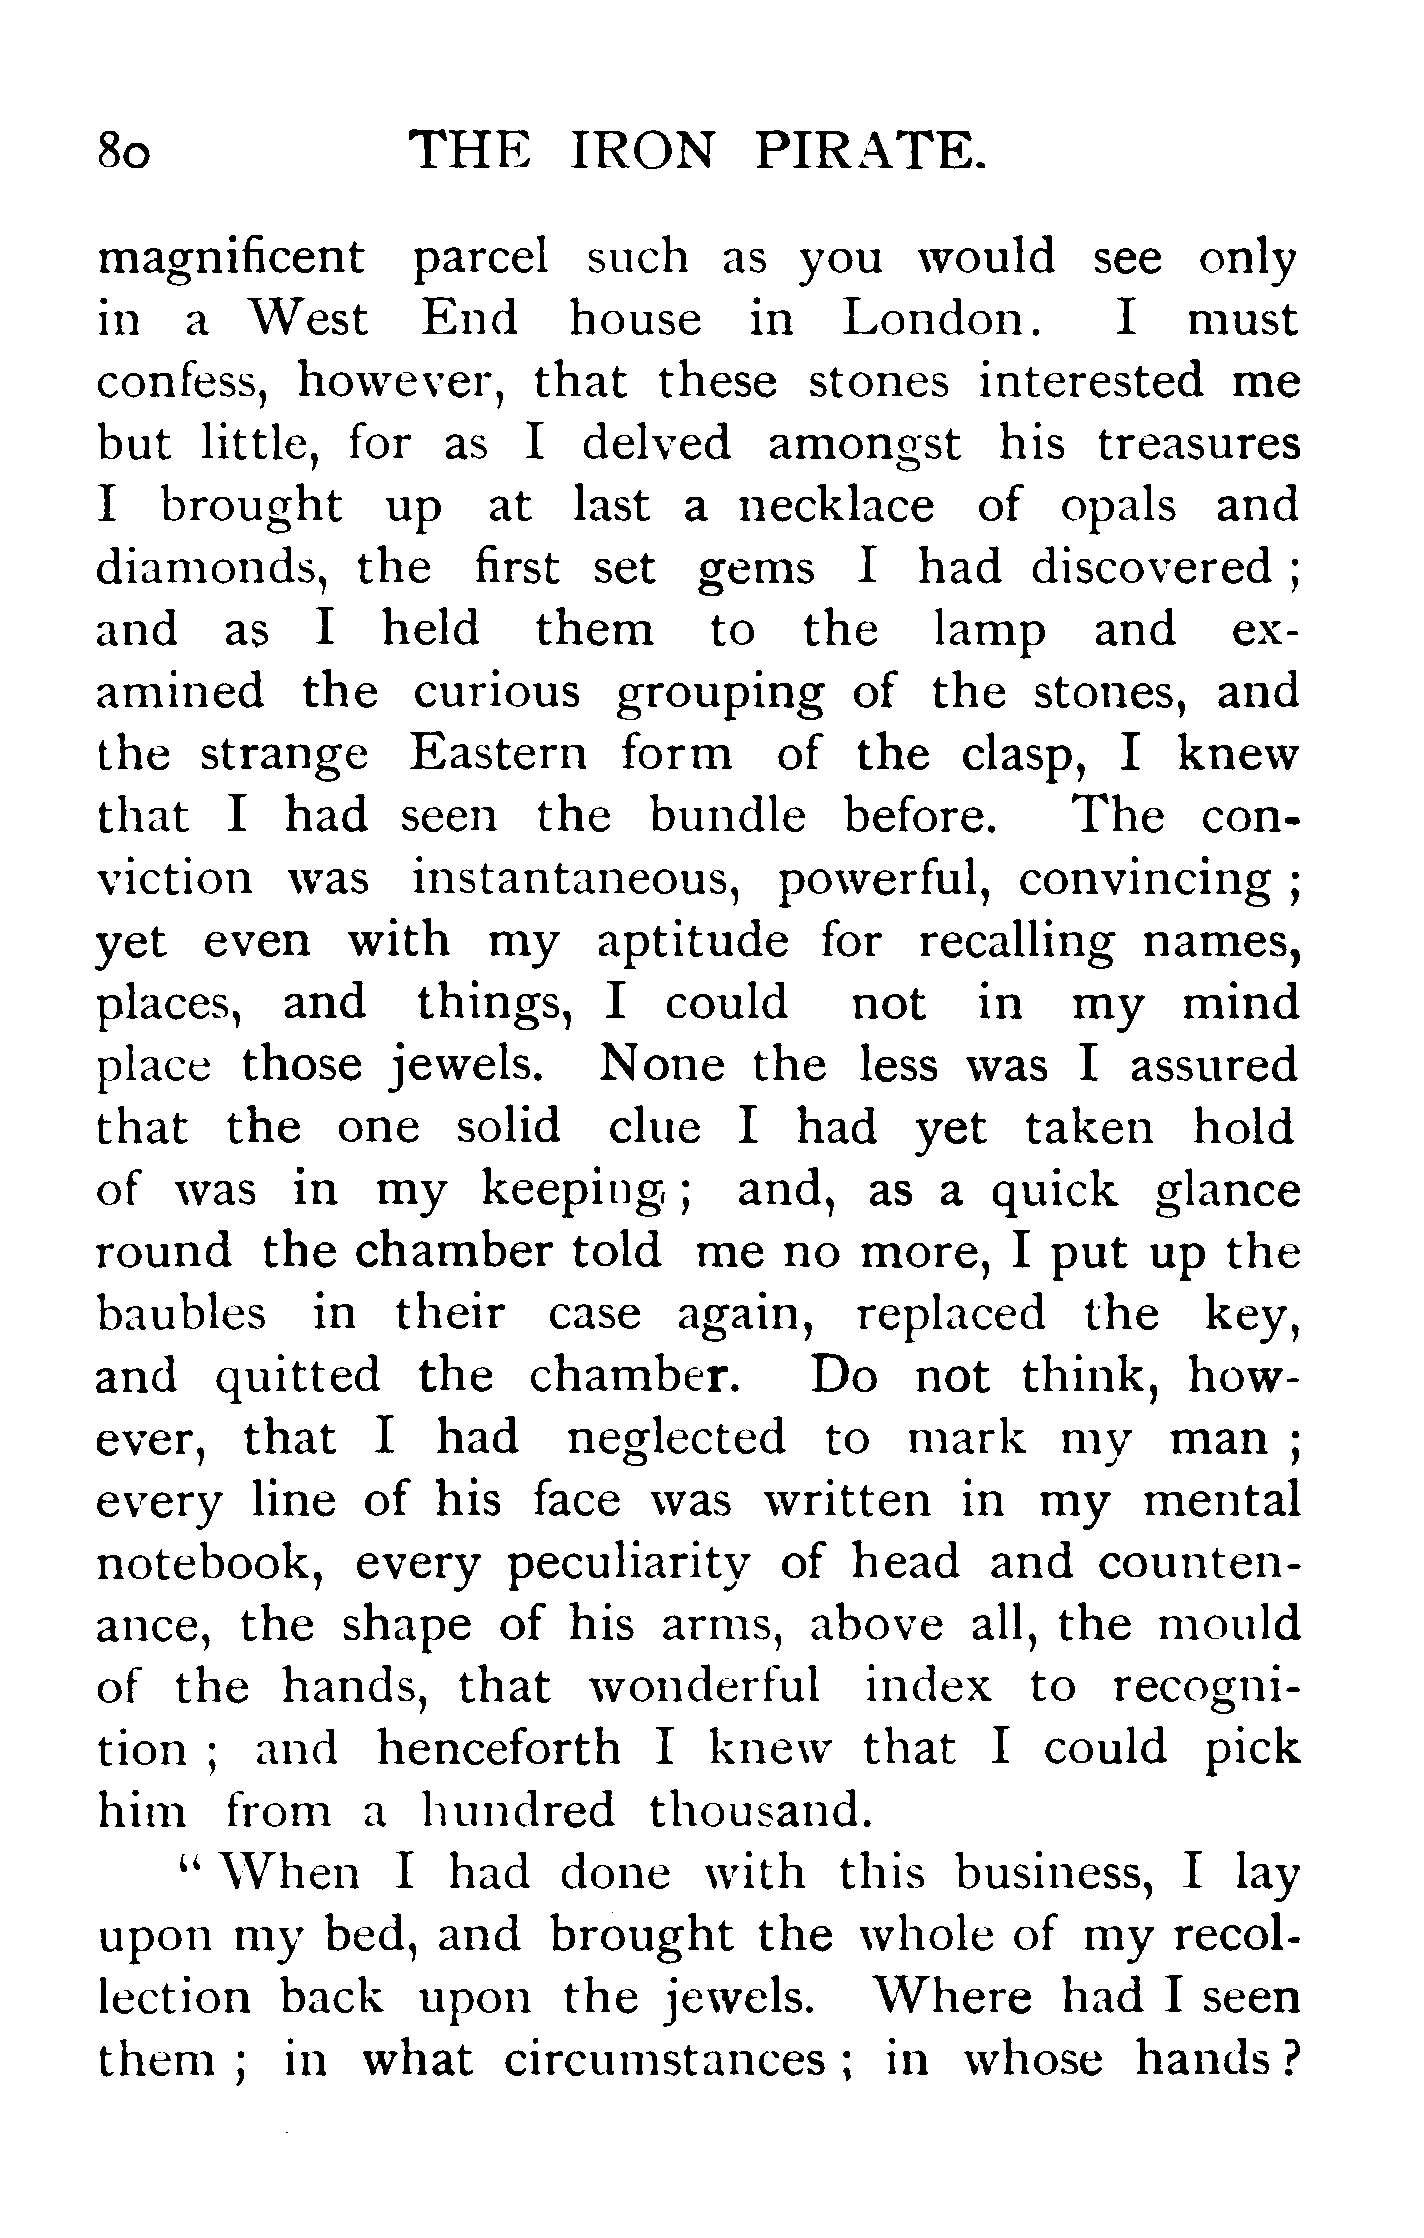 80 THE IRON PIRATE.
magnificent parcel such as you would see only
in a West End house in London. I must
confess, however, that these stones interested me
but little, for as I delved amongst his treasures
I brought up at last a necklace of opals and
diamonds, the first set gems I had discovered ;
and as I held them to the lamp and ex-
amined the curious grouping of the stones, and
the strange Eastern form of the clasp, I knew
that I had seen the bundle before. The con-
viction was instantaneous, powerful, convincing ;
yet even with my aptitude for recalling names,
places, and things, I could not in my mind
place those jewels. None the less was I assured
that the one solid clue I had yet taken hold
of was in my keeping ; and, as a quick glance
round the chamber told me no more, I put up the
baubles in their case again, replaced the key,
and quitted the chamber. Do not think, how-
ever, that I had neglected to mark my man ;
every line of his face was written in my mental
notebook, every peculiarity of head and counten-
ance, the shape of his arms, above all, the mould
of the hands, that wonderful index to recogni-
tion ; and henceforth I knew that I could pick
him from a hundred thousand.
“ When I had done with this business, I lay
upon my bed, and brought the whole of my recol-
lection back upon the jewels. Where had I seen
them ; in what circumstances ; in whose hands ?